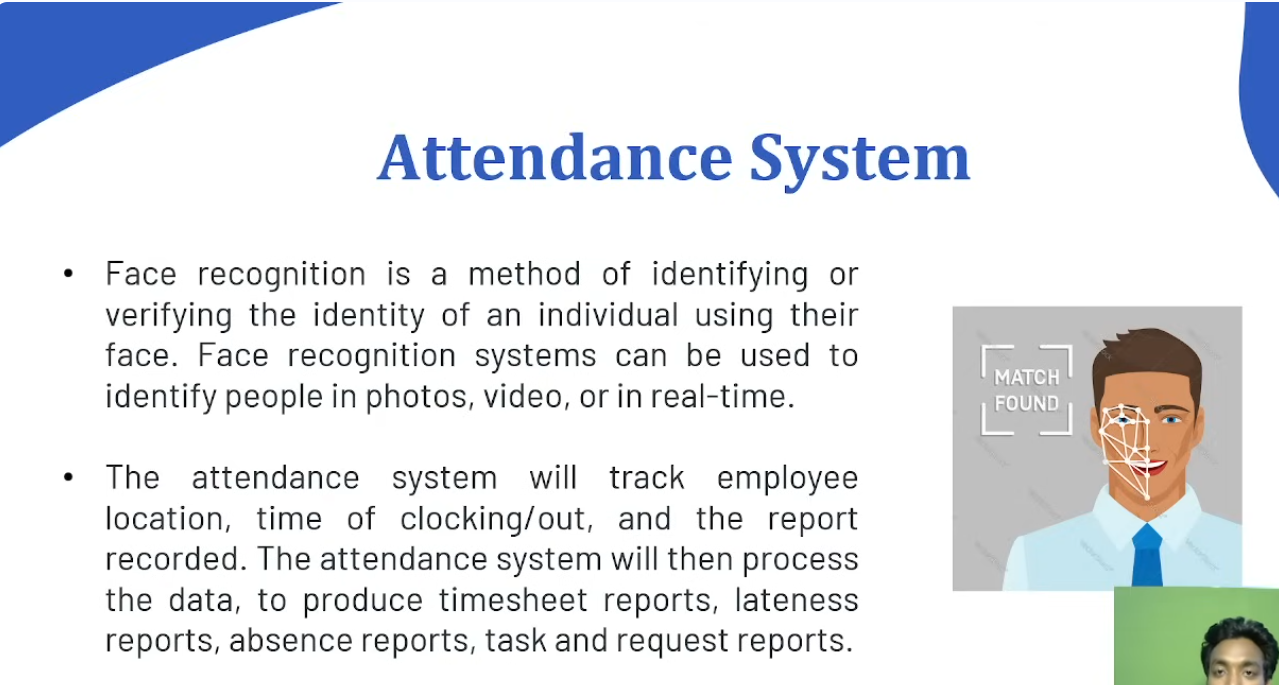 Attendance System
• Face recognition is a method of identifying or
verifying the identity of an individual using their
face. Face recognition systems can be used to
identify people in photos, video, or in real-time.
MATCH
FOUND
• The attendance system will track employee
location, time of clocking/out, and the report
recorded. The attendance system will then process
the data, to produce timesheet reports, lateness
reports, absence reports, task and request reports.